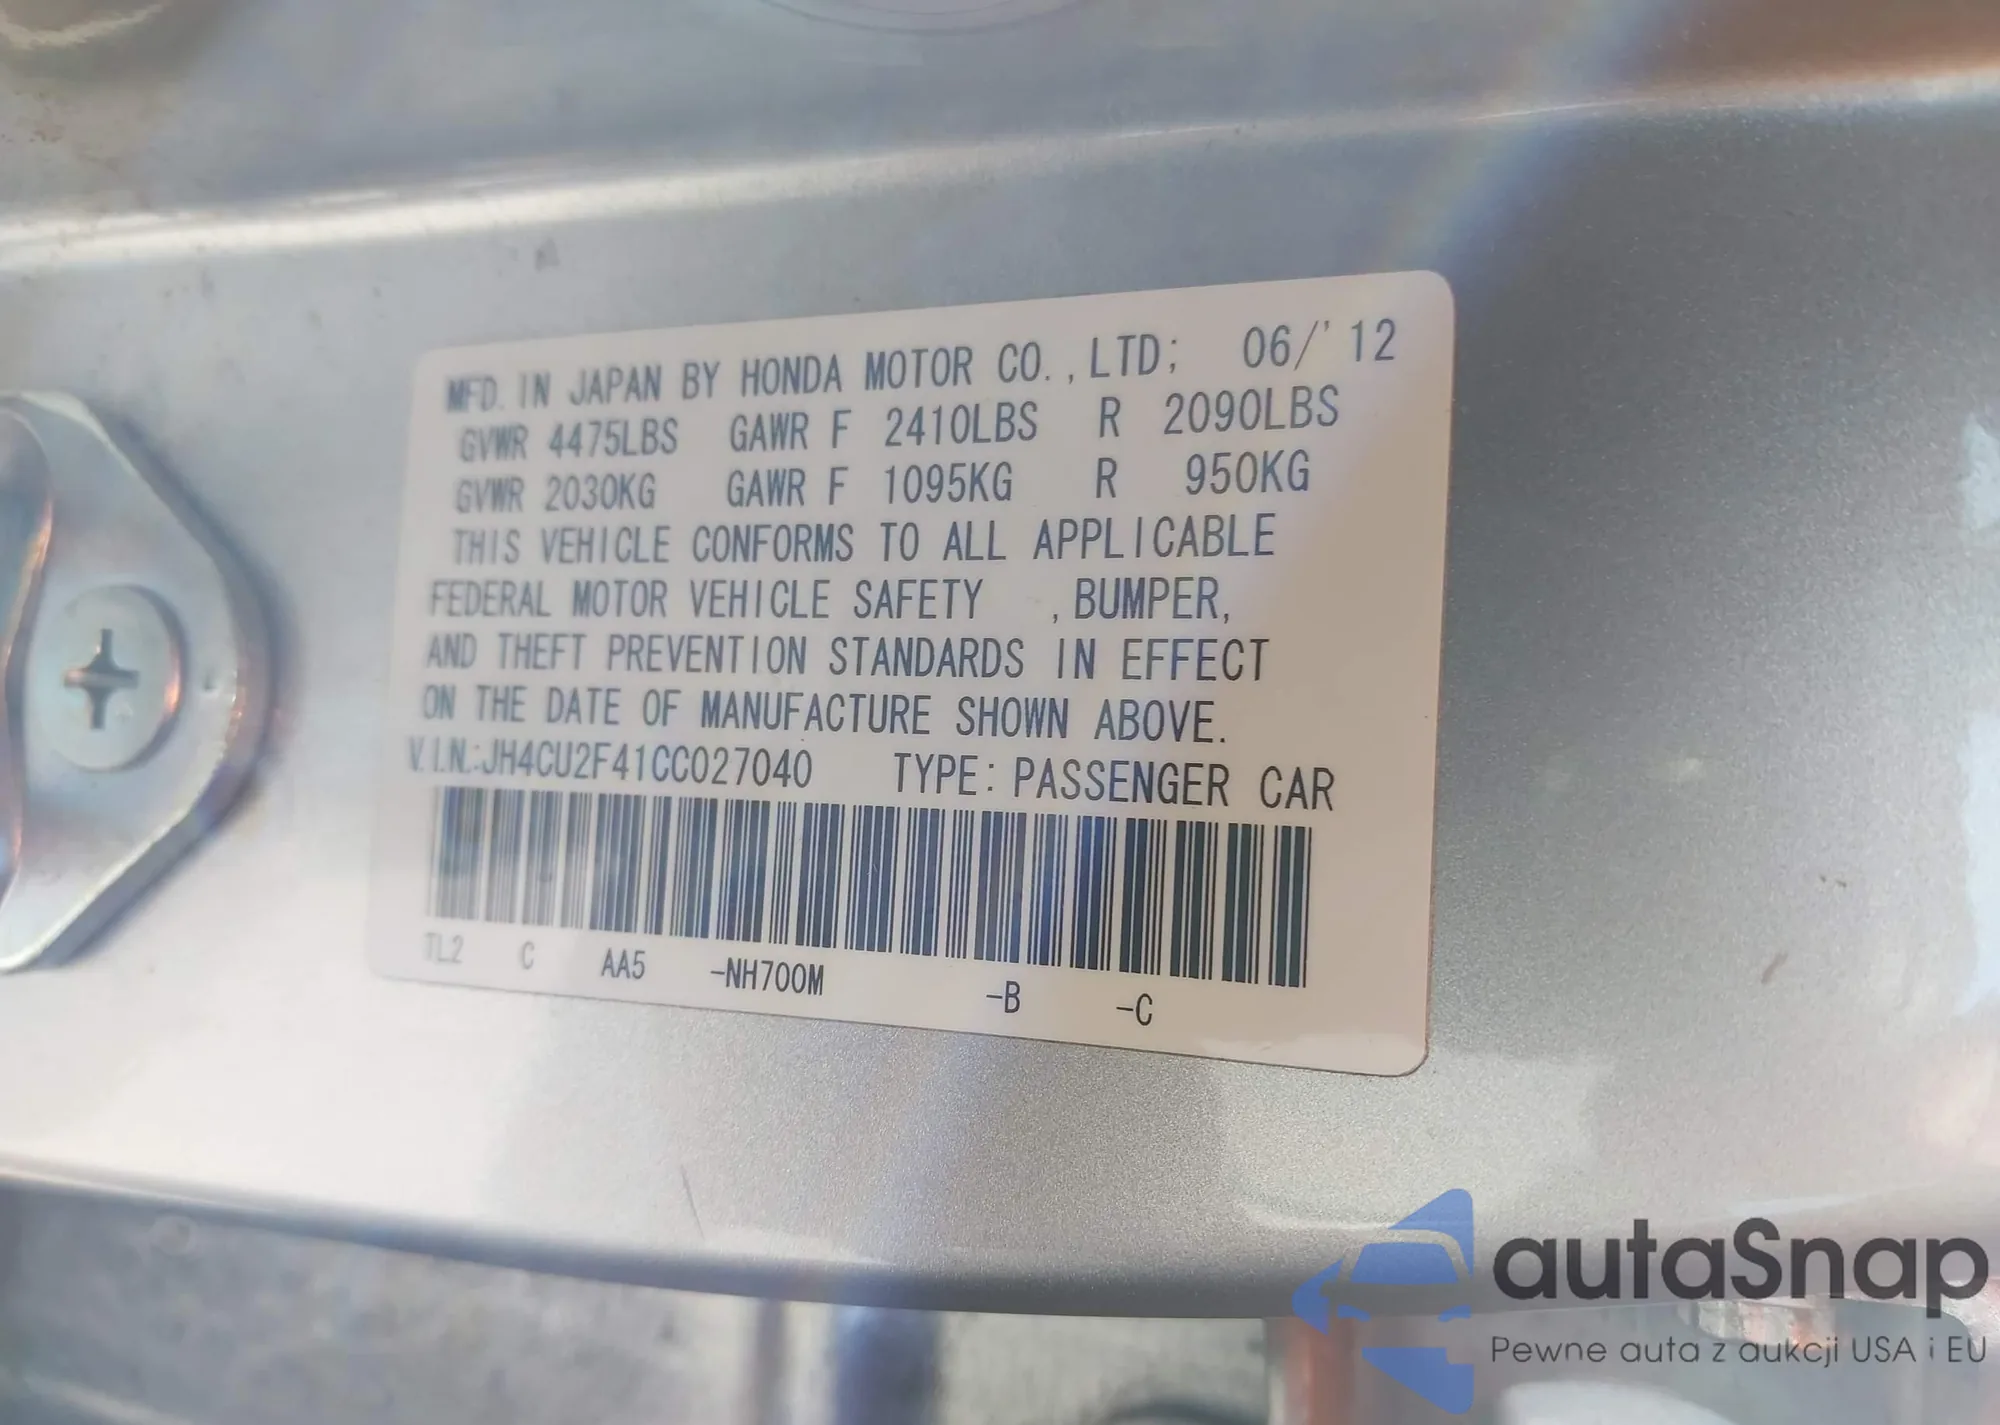 MFD. IN JAPAN BY HONDA MOTOR CO., LTD; 06/'12
GVWR 4475LBS GAWR F 2410LBS R 2090LBS
GVWR 2030KG GAWR F 1095KG R 950KG
THIS VEHICLE CONFORMS TO ALL APPLICABLE
FEDERAL MOTOR VEHICLE SAFETY , BUMPER,
AND THEFT PREVENTION STANDARDS IN EFFECT
ON THE DATE OF MANUFACTURE SHOWN ABOVE.
V.I.N.:JH4CU2F41CC027040 TYPE: PASSENGER CAR
TL2 C AA5 -NH700M -B -C
autaSnap
Pewne auta z aukcji USA i EU